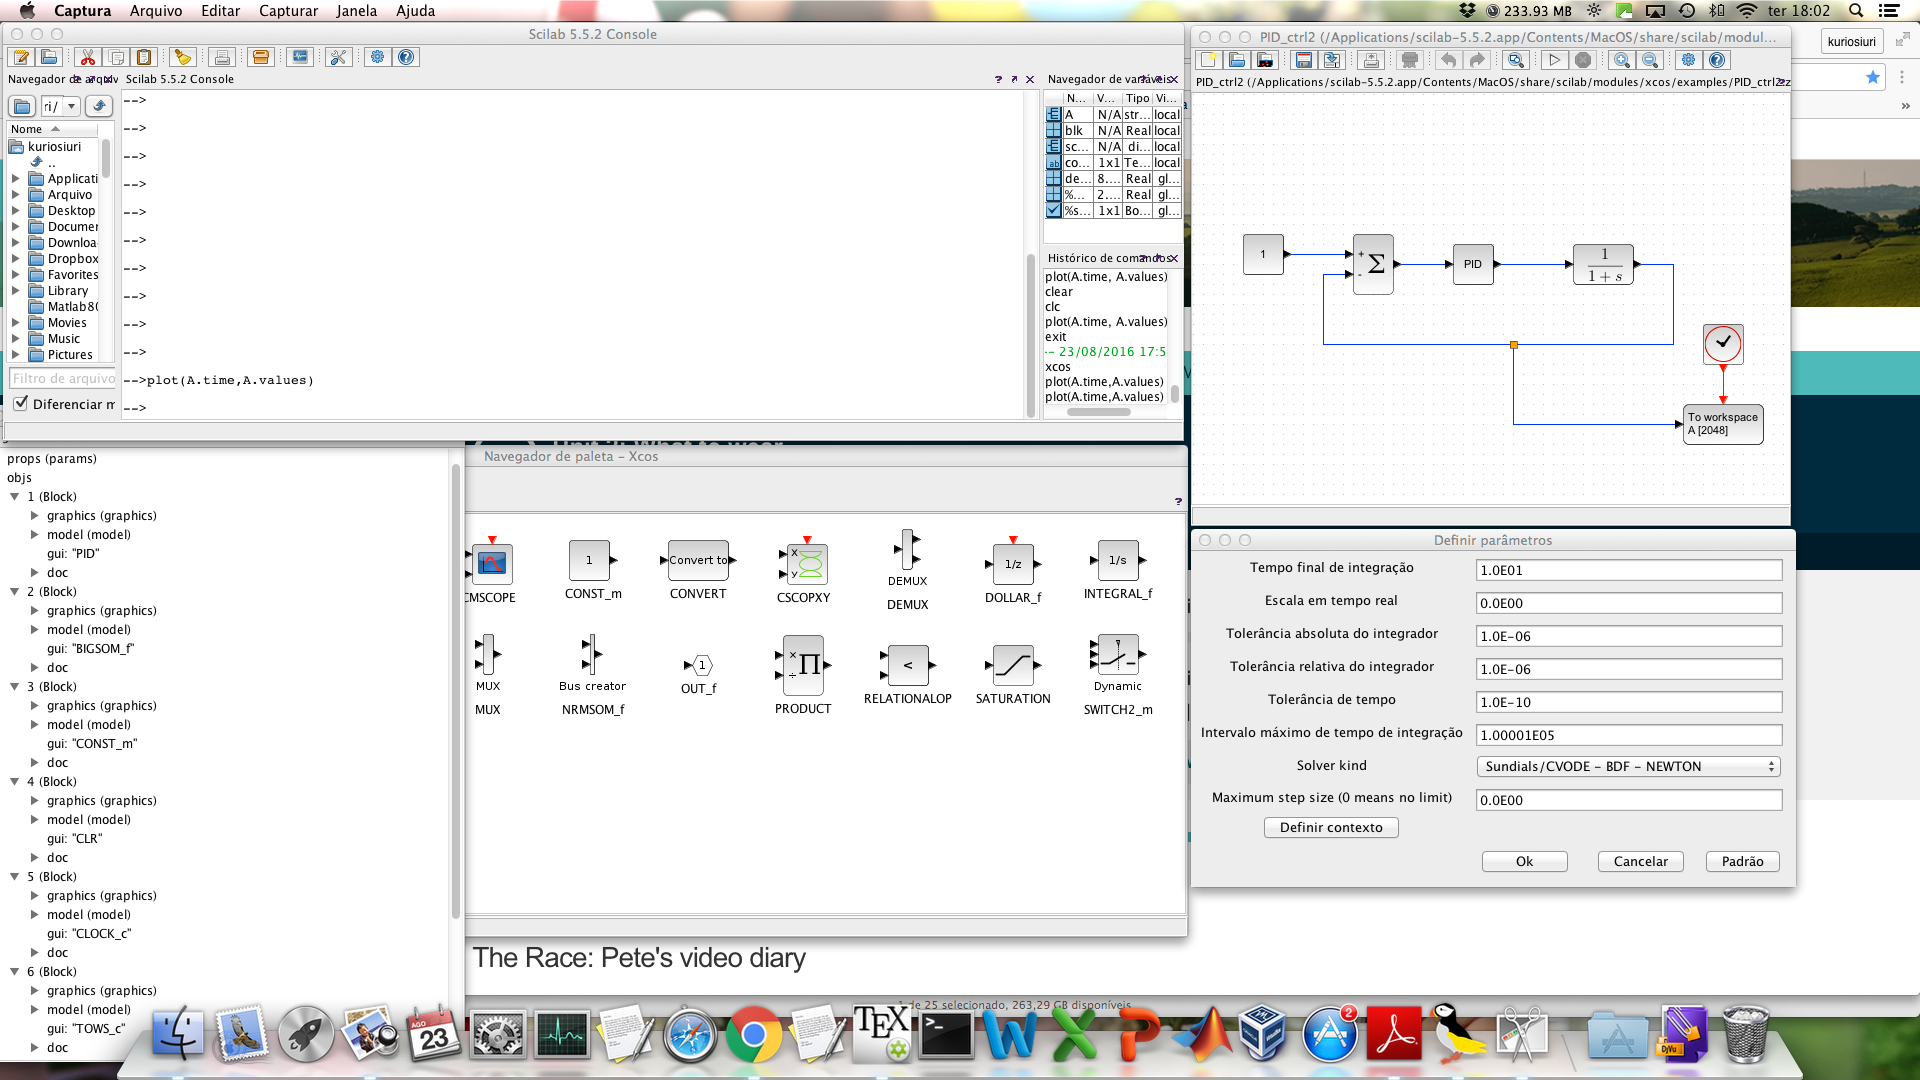 Captura Arquivo Editar Capturar Janela Ajuda
233.93 MB ter 18:02
Scilab 5.5.2 Console
Scilab 5.5.2 Console
-->
-->
-->
-->
-->
-->
-->
-->
-->
-->
-->plot(A.time,A.values)
-->
ri/
Nome
kuriosiuri
..
Applicati
Arquivo
Desktop
Documer
Downloa
Dropbox
Favorites
Library
Matlab80
Movies
Music
Pictures
Filtro de arquivo
Diferenciar m
Navegador de variáveis
N... V... Tipo Vi...
A N/A str... local
blk N/A Real local
sc... N/A di... local
co... 1x1 Te... local
de... 8.... Real gl...
%... 2.... Real gl...
%s... 1x1 Bo... gl...
Histórico de comandos
plot(A.time, A.values)
clear
clc
plot(A.time, A.values)
exit
-- 23/08/2016 17:5
xcos
plot(A.time,A.values)
plot(A.time,A.values)
PID_ctrl2 (/Applications/scilab-5.5.2.app/Contents/MacOS/share/scilab/modul...
PID_ctrl2 (/Applications/scilab-5.5.2.app/Contents/MacOS/share/scilab/modules/xcos/examples/PID_ctrl2
1
+
-
Σ
PID
1
1 + s
To workspace
A [2048]
kuriosiuri
props (params)
objs
1 (Block)
graphics (graphics)
model (model)
gui: "PID"
doc
2 (Block)
graphics (graphics)
model (model)
gui: "BIGSOM_f"
doc
3 (Block)
graphics (graphics)
model (model)
gui: "CONST_m"
doc
4 (Block)
graphics (graphics)
model (model)
gui: "CLR"
doc
5 (Block)
graphics (graphics)
model (model)
gui: "CLOCK_c"
doc
6 (Block)
graphics (graphics)
model (model)
gui: "TOWS_c"
doc
Navegador de paleta – Xcos
1 Convert to X Y DEMUX 1/z 1/s
CMSCOPE CONST_m CONVERT CSCOPXY DEMUX DOLLAR_f INTEGRAL_f
MUX Bus creator 1 × ÷ Π < Dynamic
MUX NRMSOM_f OUT_f PRODUCT RELATIONALOP SATURATION SWITCH2_m
Definir parâmetros
Tempo final de integração 1.0E01
Escala em tempo real 0.0E00
Tolerância absoluta do integrador 1.0E-06
Tolerância relativa do integrador 1.0E-06
Tolerância de tempo 1.0E-10
Intervalo máximo de tempo de integração 1.00001E05
Solver kind Sundials/CVODE - BDF - NEWTON
Maximum step size (0 means no limit) 0.0E00
Definir contexto
Ok Cancelar Padrão
The Race: Pete's video diary
de 25 selecionado, 263,29 GB disponíveis
AGO
23
TEX
2
DjVu